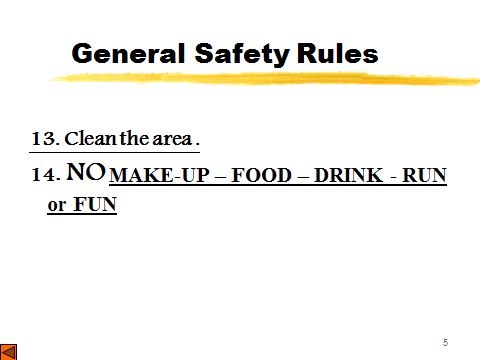 General Safety Rules
13. Clean the area .
14. NO MAKE-UP – FOOD – DRINK - RUN
or FUN
5